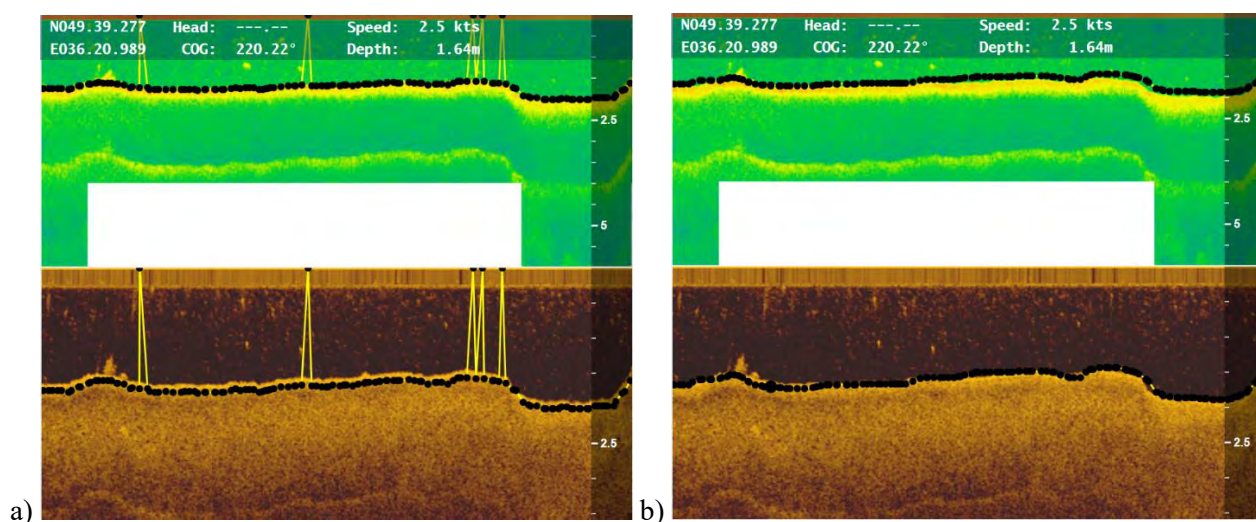 N049.39.277 Head: ---.-- Speed: 2.5 kts
E036.20.989 COG: 220.22° Depth: 1.64m
2.5
5
2.5
a)
N049.39.277 Head: ---.-- Speed: 2.5 kts
E036.20.989 COG: 220.22° Depth: 1.64m
2.5
5
2.5
b)